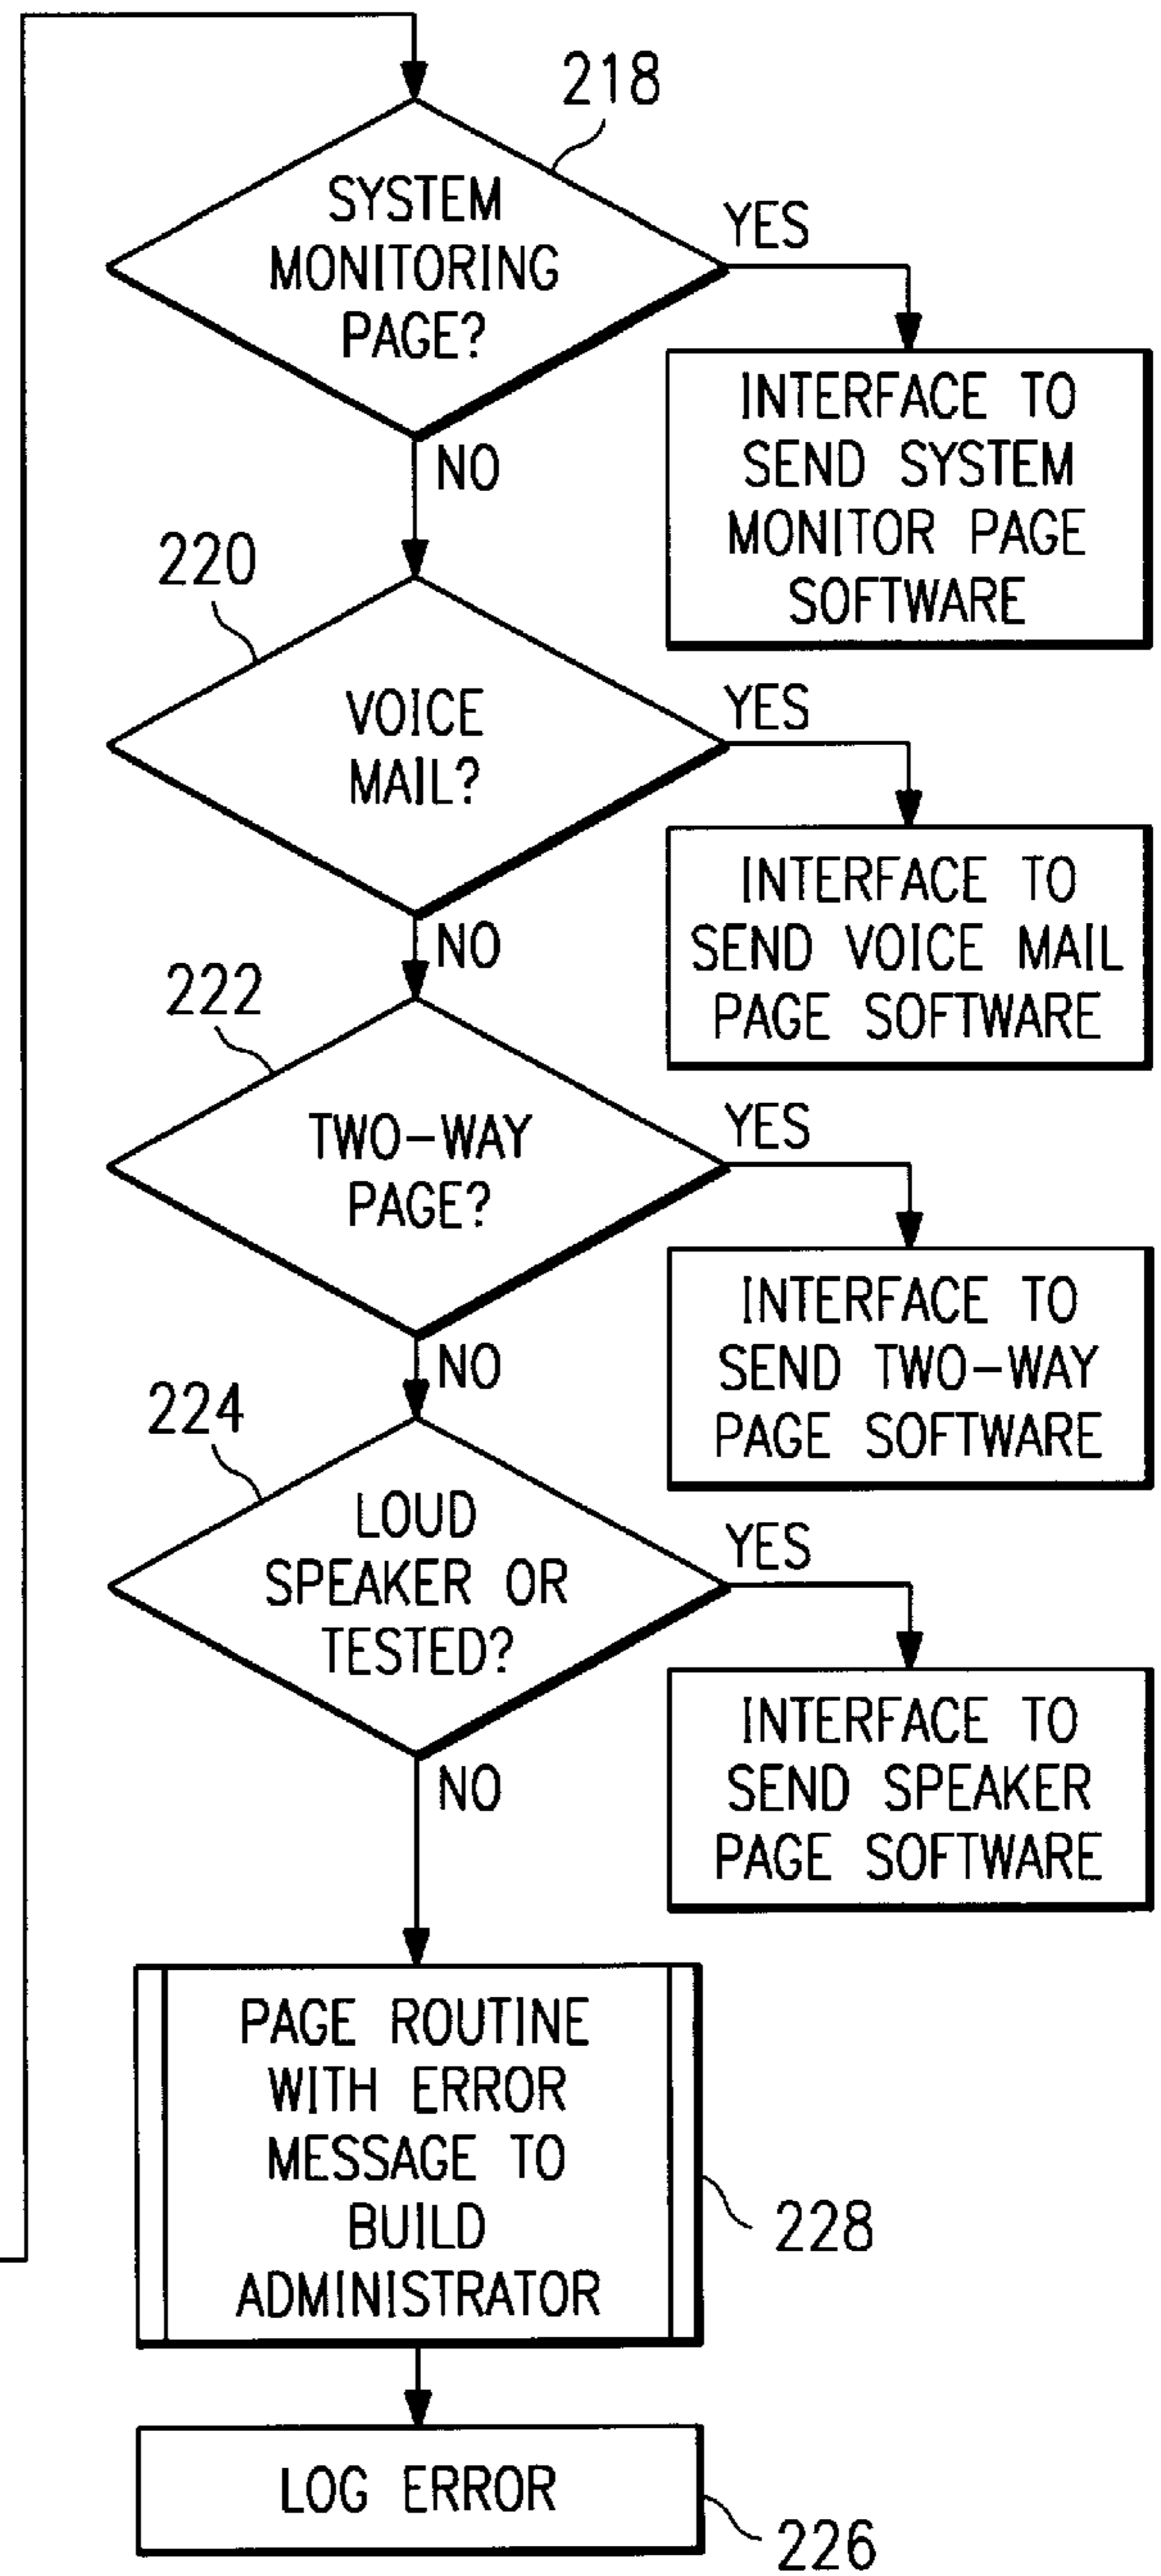 218
SYSTEM
MONITORING
PAGE?
YES
INTERFACE TO
SEND SYSTEM
MONITOR PAGE
SOFTWARE
NO
220
VOICE
MAIL?
YES
INTERFACE TO
SEND VOICE MAIL
PAGE SOFTWARE
NO
222
TWO-WAY
PAGE?
YES
INTERFACE TO
SEND TWO-WAY
PAGE SOFTWARE
NO
224
LOUD
SPEAKER OR
TESTED?
YES
INTERFACE TO
SEND SPEAKER
PAGE SOFTWARE
NO
PAGE ROUTINE
WITH ERROR
MESSAGE TO
BUILD
ADMINISTRATOR
228
LOG ERROR
226